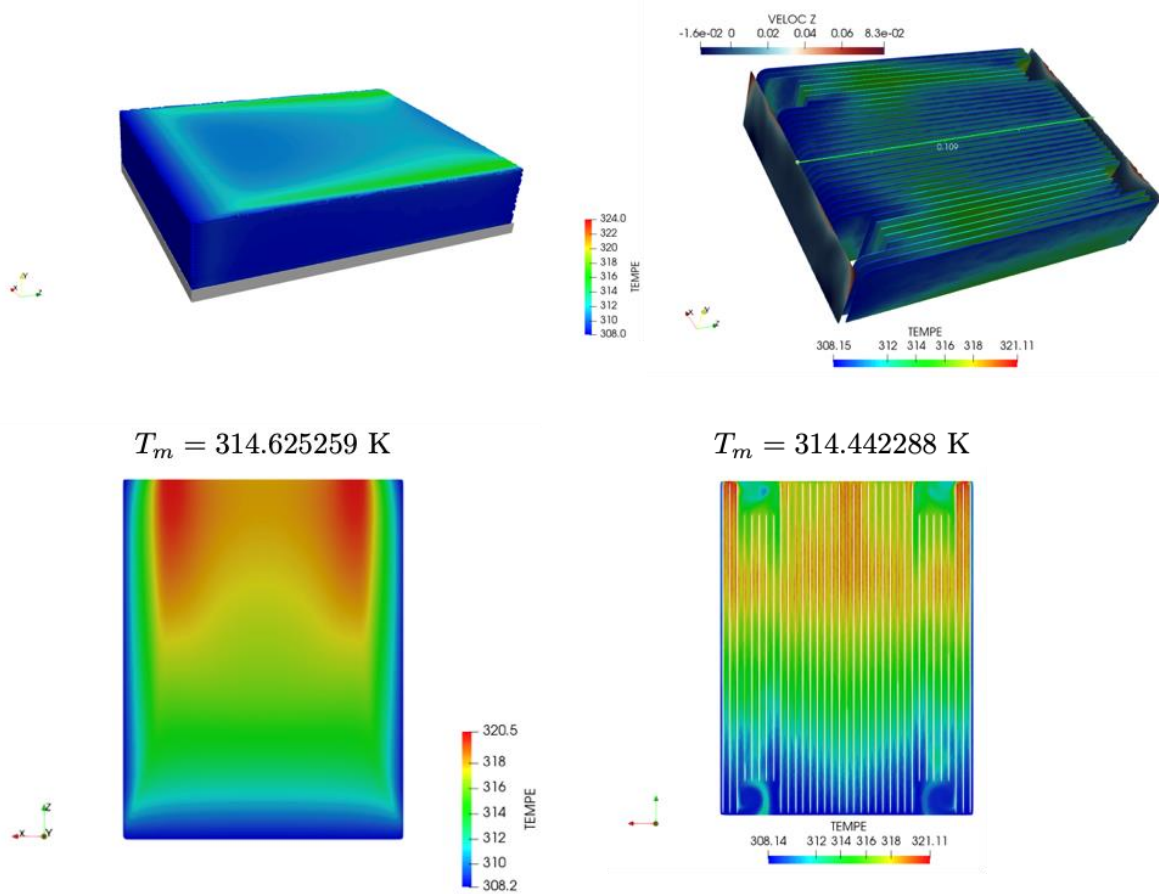 VELOC Z
-1.6e-02 0 0.02 0.04 0.06 8.3e-02
0.109
324.0
322
320
318
316
314
312
310
308.0
TEMPE
Y
X
Z
X
Y
Z
TEMPE
308.15 312 314 316 318 321.11
T_m = 314.625259 K
T_m = 314.442288 K
320.5
318
316
314
312
310
308.2
TEMPE
Z
X
Y
TEMPE
308.14 312 314 316 318 321.11